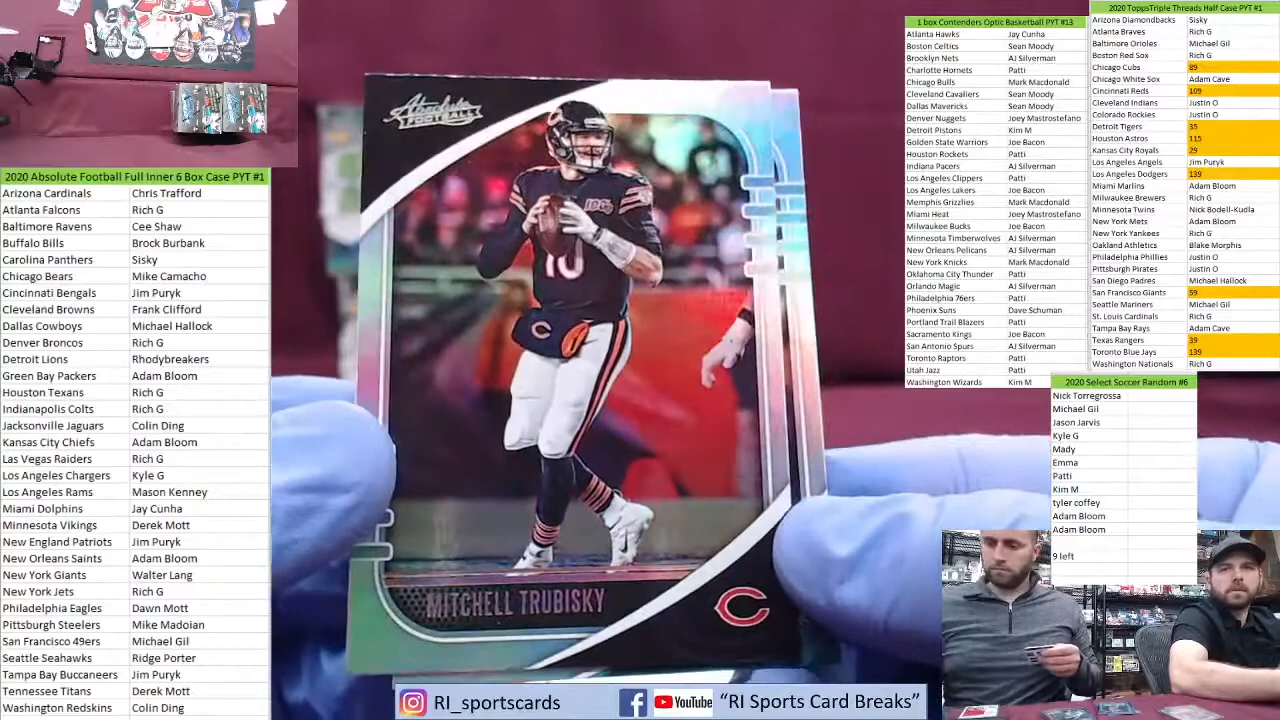 2020 Absolute Football Full Inner 6 Box Case PYT #1
Arizona Cardinals Chris Trafford
Atlanta Falcons Rich G
Baltimore Ravens Cee Shaw
Buffalo Bills Brock Burbank
Carolina Panthers Sisky
Chicago Bears Mike Camacho
Cincinnati Bengals Jim Puryk
Cleveland Browns Frank Clifford
Dallas Cowboys Michael Hallock
Denver Broncos Rich G
Detroit Lions Rhodybreakers
Green Bay Packers Adam Bloom
Houston Texans Rich G
Indianapolis Colts Rich G
Jacksonville Jaguars Colin Ding
Kansas City Chiefs Adam Bloom
Las Vegas Raiders Rich G
Los Angeles Chargers Kyle G
Los Angeles Rams Mason Kenney
Miami Dolphins Jay Cunha
Minnesota Vikings Derek Mott
New England Patriots Jim Puryk
New Orleans Saints Adam Bloom
New York Giants Walter Lang
New York Jets Rich G
Philadelphia Eagles Dawn Mott
Pittsburgh Steelers Mike Madoian
San Francisco 49ers Michael Gil
Seattle Seahawks Ridge Porter
Tampa Bay Buccaneers Jim Puryk
Tennessee Titans Derek Mott
Washington Redskins Colin Ding
Absolute
FOOTBALL
100
10
MITCHELL TRUBISKY
1 box Contenders Optic Basketball PYT #13
Atlanta Hawks Jay Cunha
Boston Celtics Sean Moody
Brooklyn Nets AJ Silverman
Charlotte Hornets Patti
Chicago Bulls Mark Macdonald
Cleveland Cavaliers Sean Moody
Dallas Mavericks Sean Moody
Denver Nuggets Joey Mastrostefano
Detroit Pistons Kim M
Golden State Warriors Joe Bacon
Houston Rockets Patti
Indiana Pacers AJ Silverman
Los Angeles Clippers Patti
Los Angeles Lakers Joe Bacon
Memphis Grizzlies Mark Macdonald
Miami Heat Joey Mastrostefano
Milwaukee Bucks Joe Bacon
Minnesota Timberwolves AJ Silverman
New Orleans Pelicans AJ Silverman
New York Knicks Mark Macdonald
Oklahoma City Thunder Patti
Orlando Magic AJ Silverman
Philadelphia 76ers Patti
Phoenix Suns Dave Schuman
Portland Trail Blazers Patti
Sacramento Kings Joe Bacon
San Antonio Spurs AJ Silverman
Toronto Raptors Patti
Utah Jazz Patti
Washington Wizards Kim M
2020 ToppsTriple Threads Half Case PYT #1
Arizona Diamondbacks Sisky
Atlanta Braves Rich G
Baltimore Orioles Michael Gil
Boston Red Sox Rich G
Chicago Cubs 89
Chicago White Sox Adam Cave
Cincinnati Reds 109
Cleveland Indians Justin O
Colorado Rockies Justin O
Detroit Tigers 35
Houston Astros 115
Kansas City Royals 29
Los Angeles Angels Jim Puryk
Los Angeles Dodgers 139
Miami Marlins Adam Bloom
Milwaukee Brewers Rich G
Minnesota Twins Nick Bodell-Kudla
New York Mets Adam Bloom
New York Yankees Rich G
Oakland Athletics Blake Morphis
Philadelphia Phillies Justin O
Pittsburgh Pirates Justin O
San Diego Padres Michael Hallock
San Francisco Giants 59
Seattle Mariners Michael Gil
St. Louis Cardinals Rich G
Tampa Bay Rays Adam Cave
Texas Rangers 39
Toronto Blue Jays 139
Washington Nationals Rich G
2020 Select Soccer Random #6
Nick Torregrossa
Michael Gil
Jason Jarvis
Kyle G
Mady
Emma
Patti
Kim M
tyler coffey
Adam Bloom
Adam Bloom
9 left
RI_sportscards YouTube "RI Sports Card Breaks"